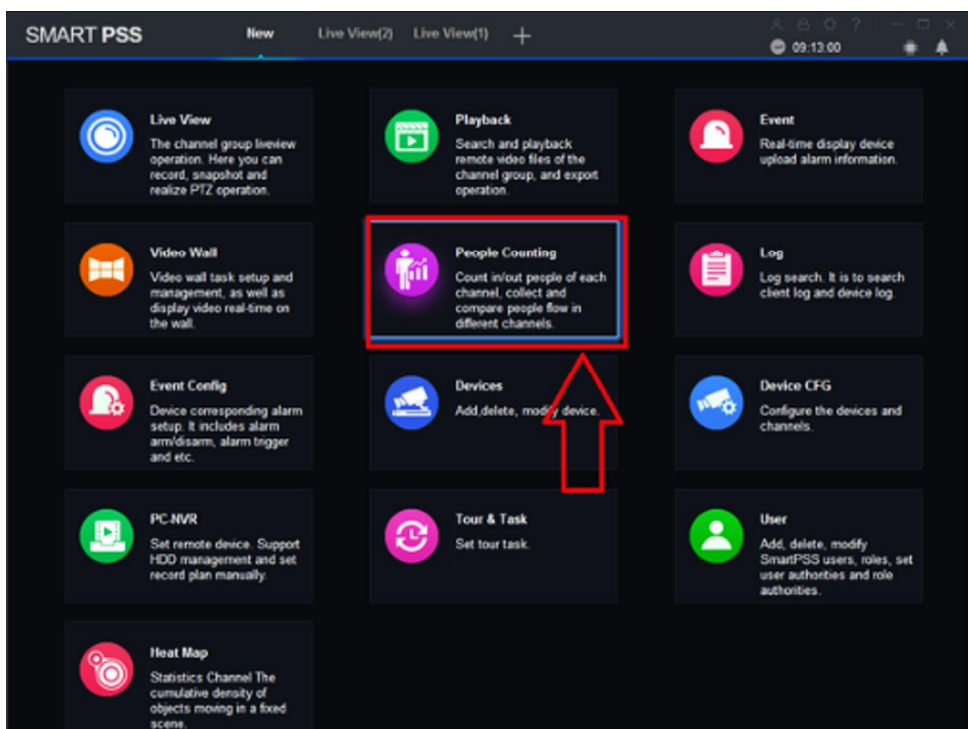 SMART PSS
New
Live View(2)
Live View(1)
09:13:00
Live View
The channel group liveview
operation. Here you can
record, snapshot and
realize PTZ operation.
Playback
Search and playback
remote video files of the
channel group, and export
operation.
Event
Real-time display device
upload alarm information.
Video Wall
Video wall task setup and
management, as well as
display video real-time on
the wall.
People Counting
Count in/out people of each
channel, collect and
compare people flow in
different channels.
Log
Log search. It is to search
client log and device log
Event Config
Device corresponding alarm
setup. It includes alarm
arm/disarm, alarm trigger
and etc.
Devices
Add,delete, modify device.
Device CFG
Configure the devices and
channels.
PC-NVR
Set remote device. Support
HDD management and set
record plan manually.
Tour & Task
Set tour task.
User
Add, delete, modify
SmartPSS users, roles, set
user authorities and role
authorities.
Heat Map
Statistics Channel The
cumulative density of
objects moving in a fixed
scene.